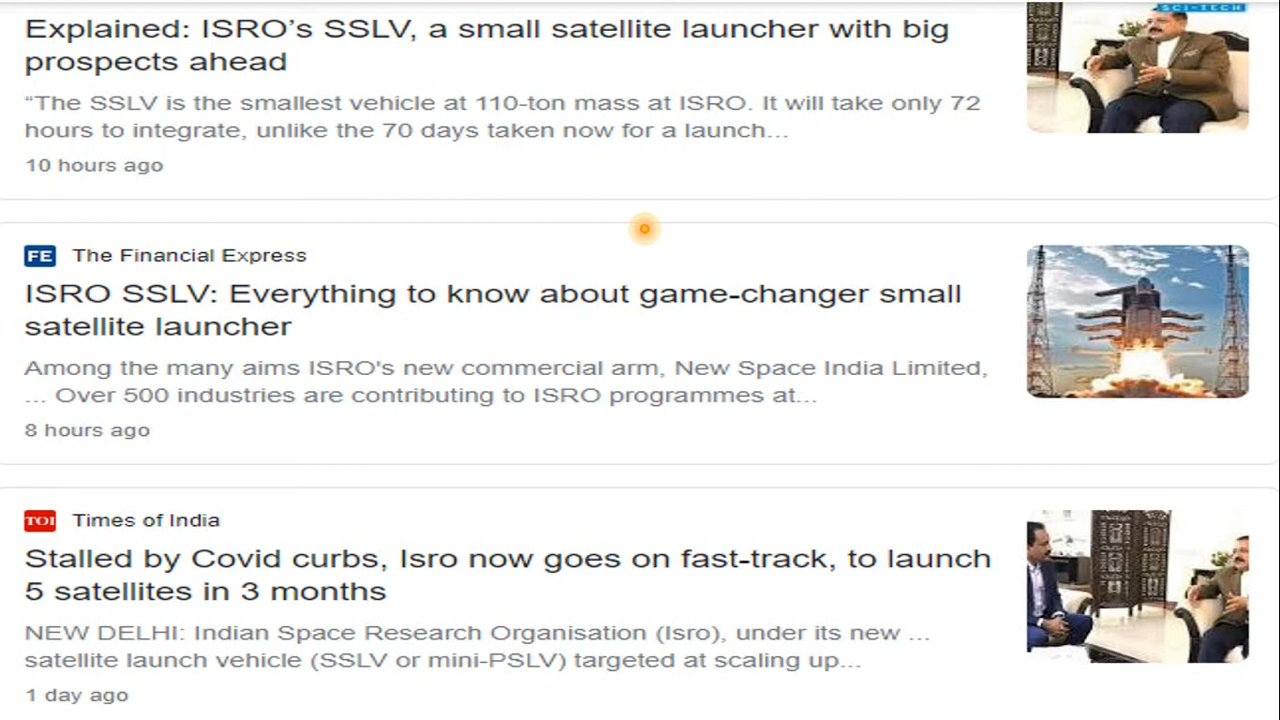 SCI-TECH
Explained: ISRO’s SSLV, a small satellite launcher with big
prospects ahead
“The SSLV is the smallest vehicle at 110-ton mass at ISRO. It will take only 72
hours to integrate, unlike the 70 days taken now for a launch...
10 hours ago
FE The Financial Express
ISRO SSLV: Everything to know about game-changer small
satellite launcher
Among the many aims ISRO's new commercial arm, New Space India Limited,
... Over 500 industries are contributing to ISRO programmes at...
8 hours ago
TOI Times of India
Stalled by Covid curbs, Isro now goes on fast-track, to launch
5 satellites in 3 months
NEW DELHI: Indian Space Research Organisation (Isro), under its new ...
satellite launch vehicle (SSLV or mini-PSLV) targeted at scaling up...
1 day ago